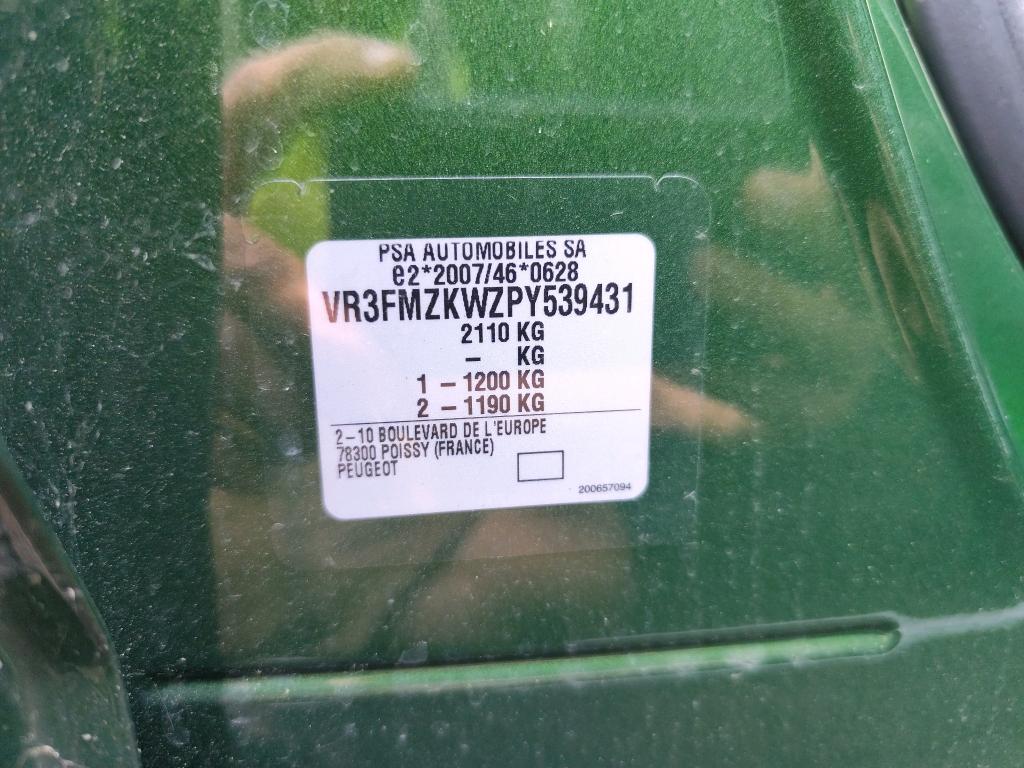 PSA AUTOMOBILES SA
e2*2007/46*0628
VR3FMZKWZPY539431
2110 KG
– KG
1 – 1200 KG
2 – 1190 KG
2–10 BOULEVARD DE L'EUROPE
78300 POISSY (FRANCE)
PEUGEOT
200657094